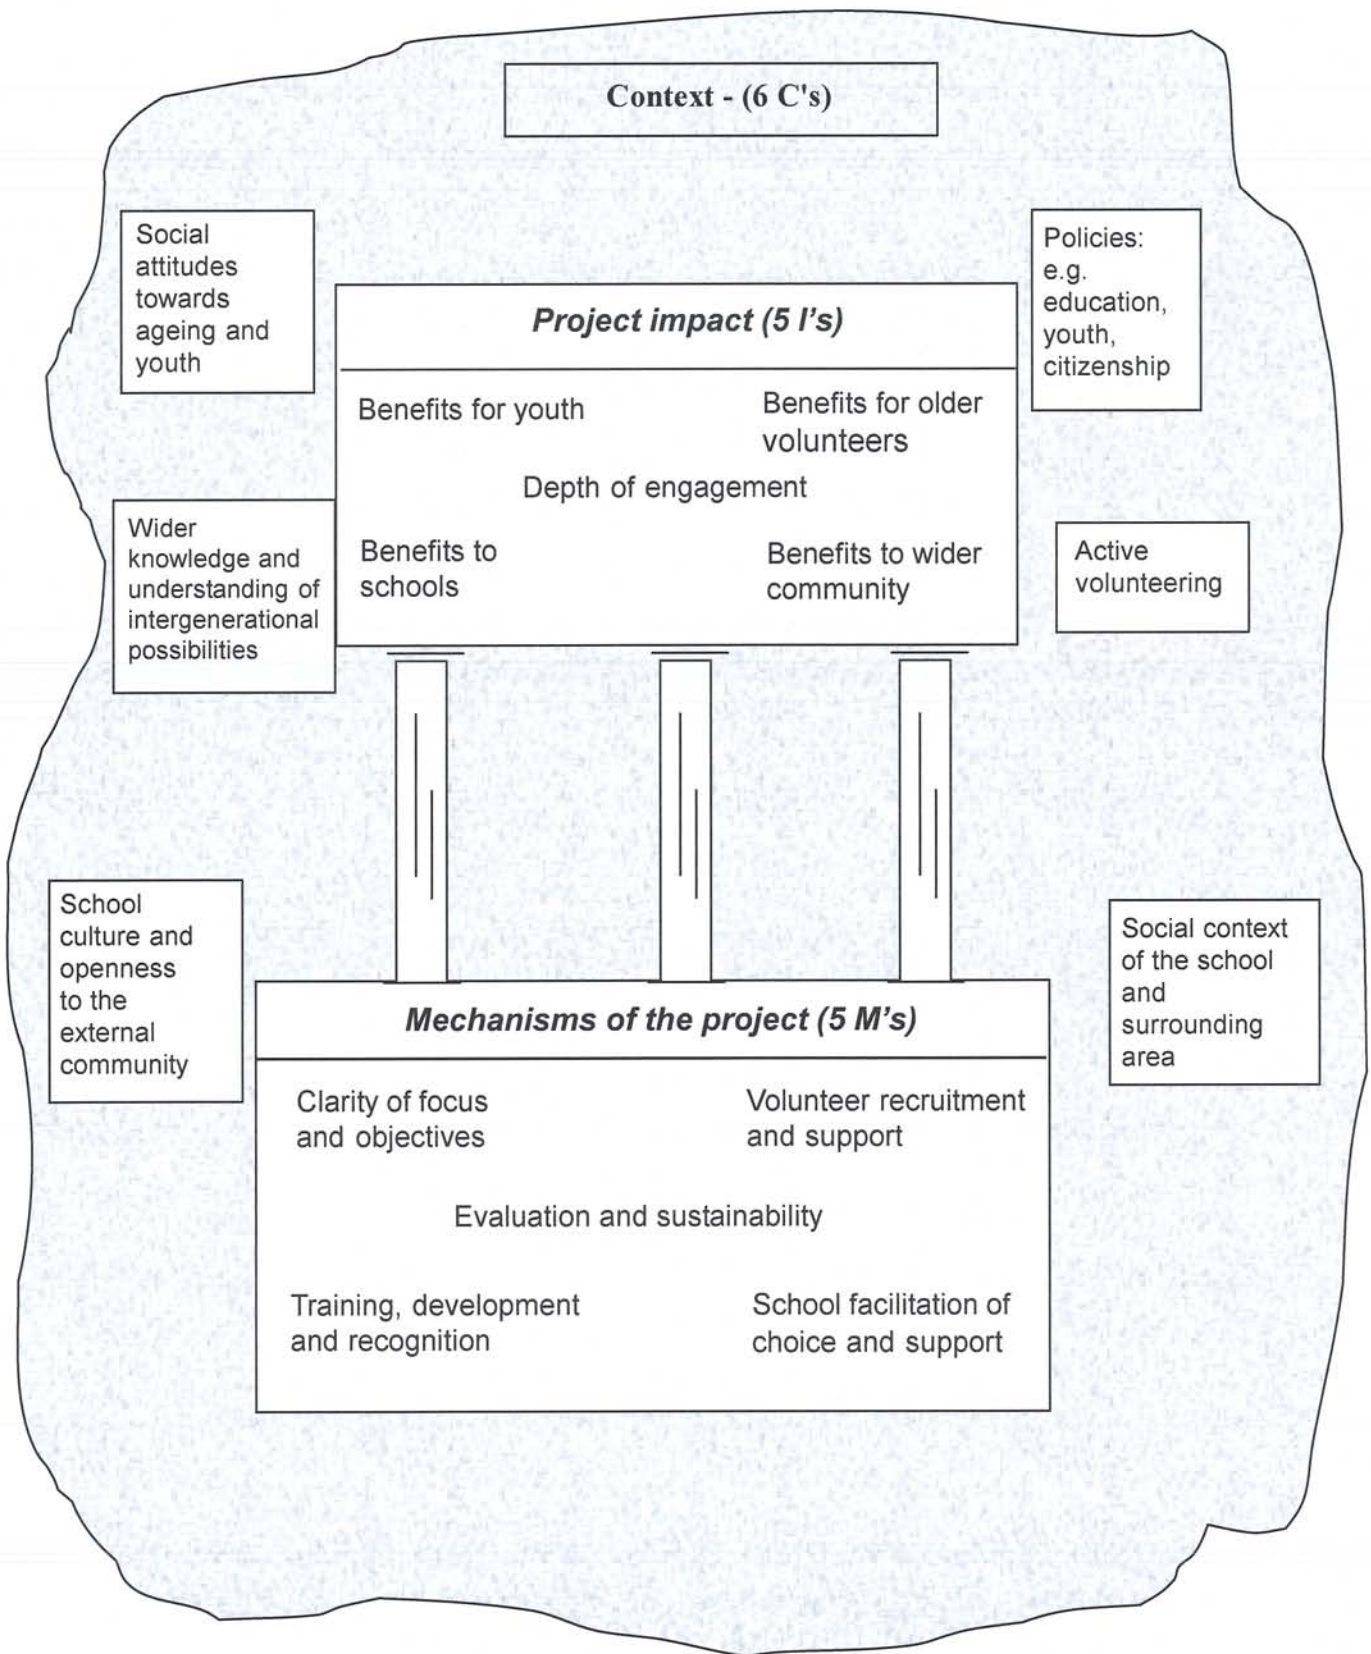 Context - (6 C's)
Social
attitudes
towards
ageing and
youth
Policies:
e.g.
education,
youth,
citizenship
Project impact (5 I's)
Benefits for youth
Benefits for older
volunteers
Depth of engagement
Benefits to
schools
Benefits to wider
community
Wider
knowledge and
understanding of
intergenerational
possibilities
Active
volunteering
School
culture and
openness
to the
external
community
Social context
of the school
and
surrounding
area
Mechanisms of the project (5 M's)
Clarity of focus
and objectives
Volunteer recruitment
and support
Evaluation and sustainability
Training, development
and recognition
School facilitation of
choice and support